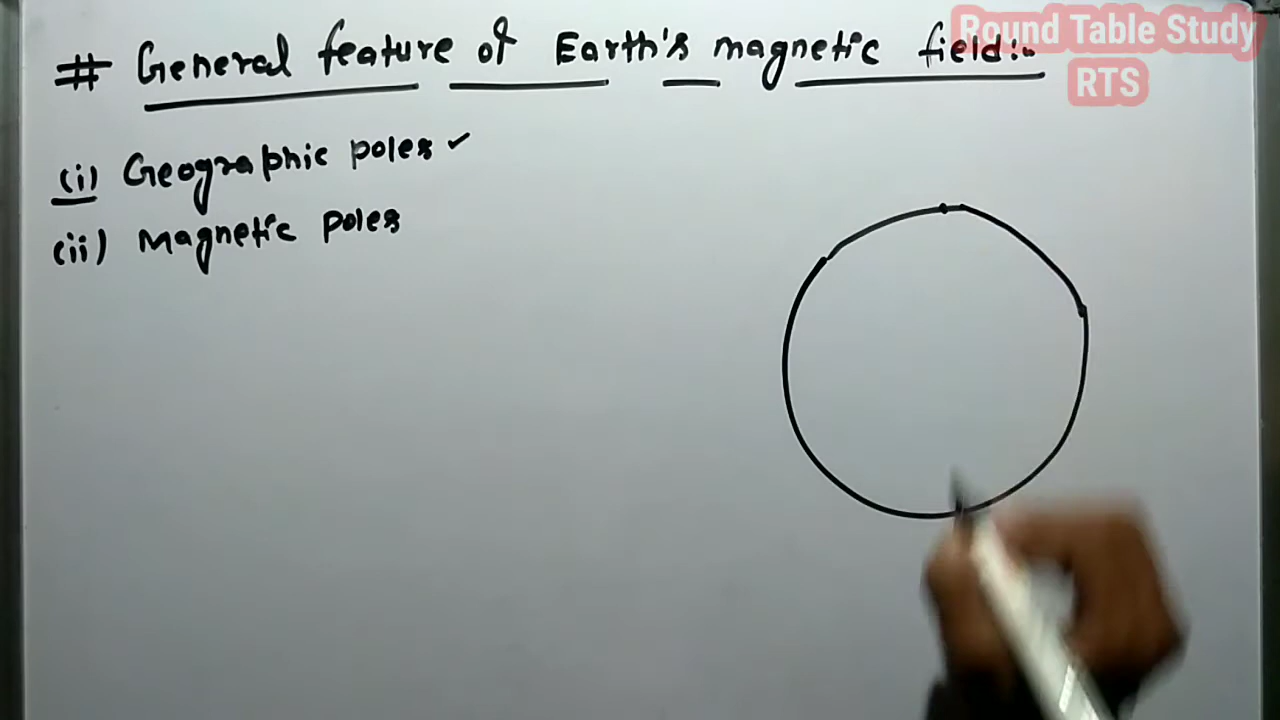 # General feature of Earth's magnetic field:-
Round Table Study
RTS
(i) Geographic poles ✓
(ii) Magnetic poles